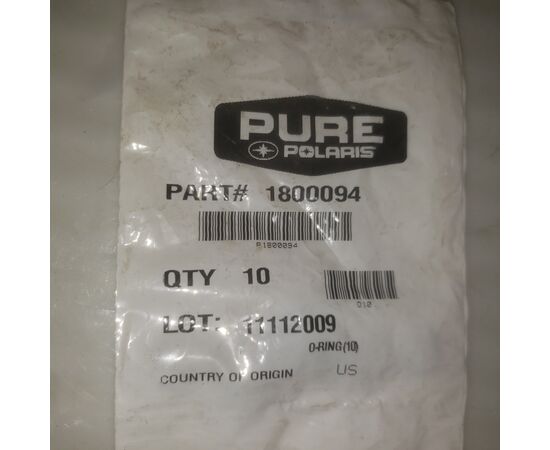 PURE
POLARIS
PART# 1800094
P1800094
QTY 10
Q10
LOT: 11112009
O-RING(10)
COUNTRY OF ORIGIN US